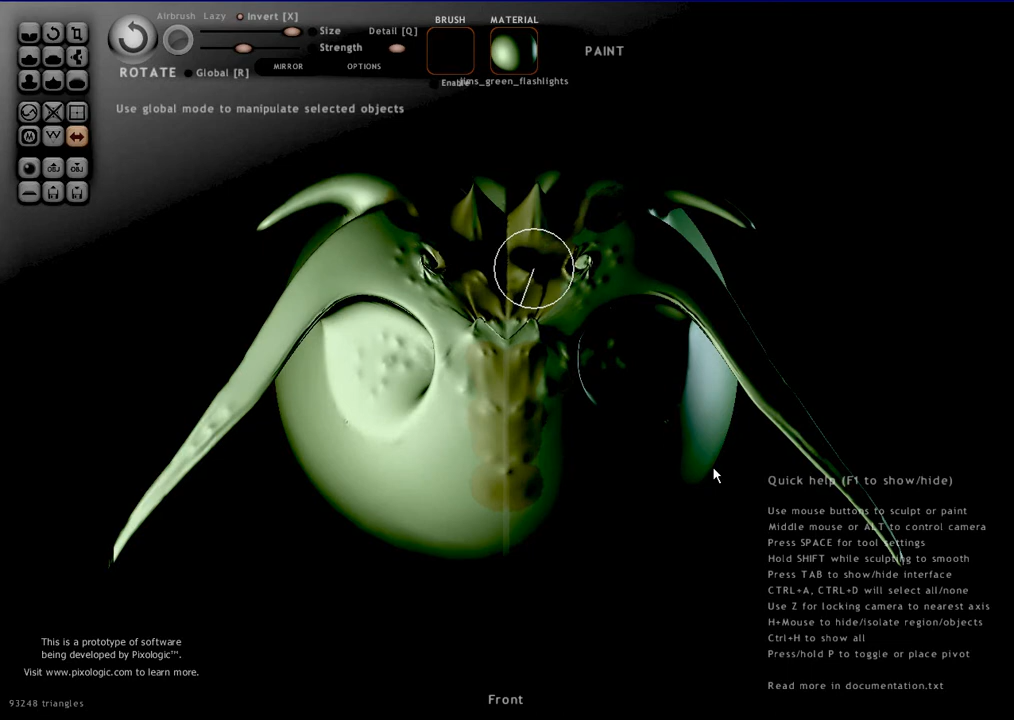 Airbrush Lazy Invert [X]
Size
Detail [Q]
Strength
BRUSH
MATERIAL
PAINT
ROTATE
Global [R]
MIRROR
OPTIONS
Enable
_green_flashlights
Use global mode to manipulate selected objects
OBJ OBJ
Quick help (F1 to show/hide)
Use mouse buttons to sculpt or paint
Middle mouse or ALT to control camera
Press SPACE for tool settings
Hold SHIFT while sculpting to smooth
Press TAB to show/hide interface
CTRL+A, CTRL+D will select all/none
Use Z for locking camera to nearest axis
H+Mouse to hide/isolate region/objects
Ctrl+H to show all
Press/hold P to toggle or place pivot
Read more in documentation.txt
This is a prototype of software
being developed by Pixologic™.
Visit www.pixologic.com to learn more.
93248 triangles
Front